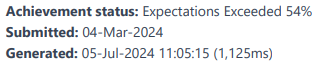 Achievement status: Expectations Exceeded 54%
Submitted: 04-Mar-2024
Generated: 05-Jul-2024 11:05:15 (1,125ms)